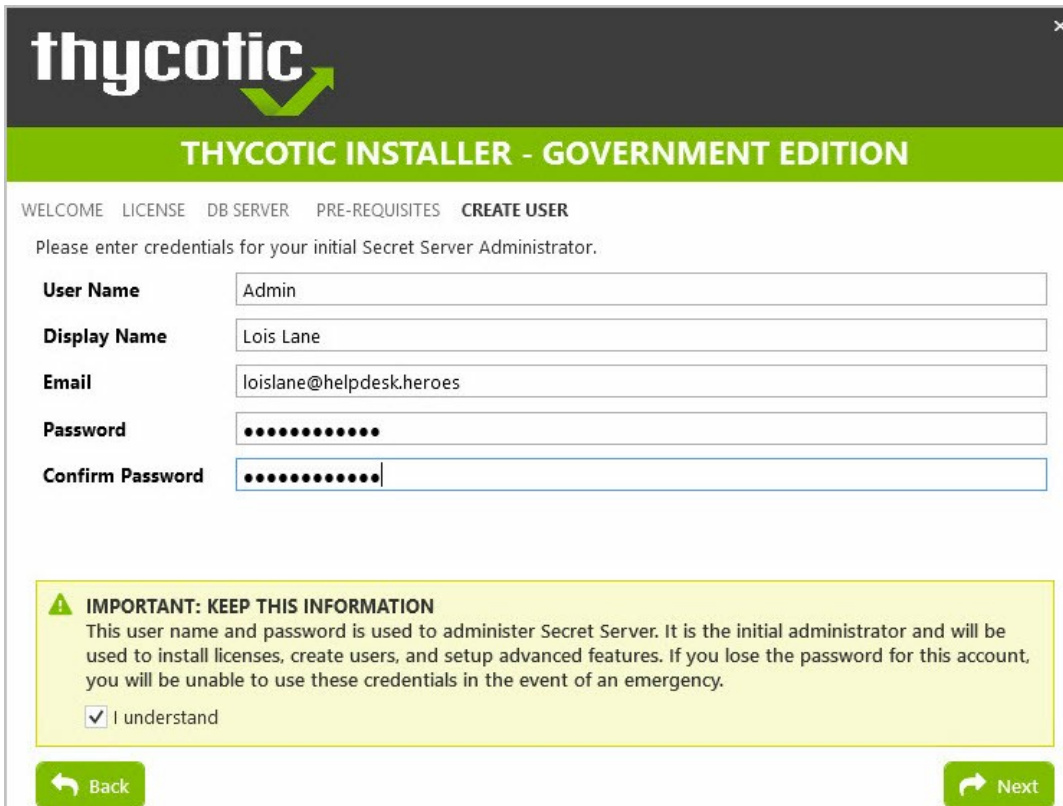 thycotic
THYCOTIC INSTALLER - GOVERNMENT EDITION
WELCOME LICENSE DB SERVER PRE-REQUISITES CREATE USER
Please enter credentials for your initial Secret Server Administrator.
User Name Admin
Display Name Lois Lane
Email loislane@helpdesk.heroes
Password ●●●●●●●●●●●●
Confirm Password ●●●●●●●●●●●●
IMPORTANT: KEEP THIS INFORMATION
This user name and password is used to administer Secret Server. It is the initial administrator and will be
used to install licenses, create users, and setup advanced features. If you lose the password for this account,
you will be unable to use these credentials in the event of an emergency.
I understand
Back Next